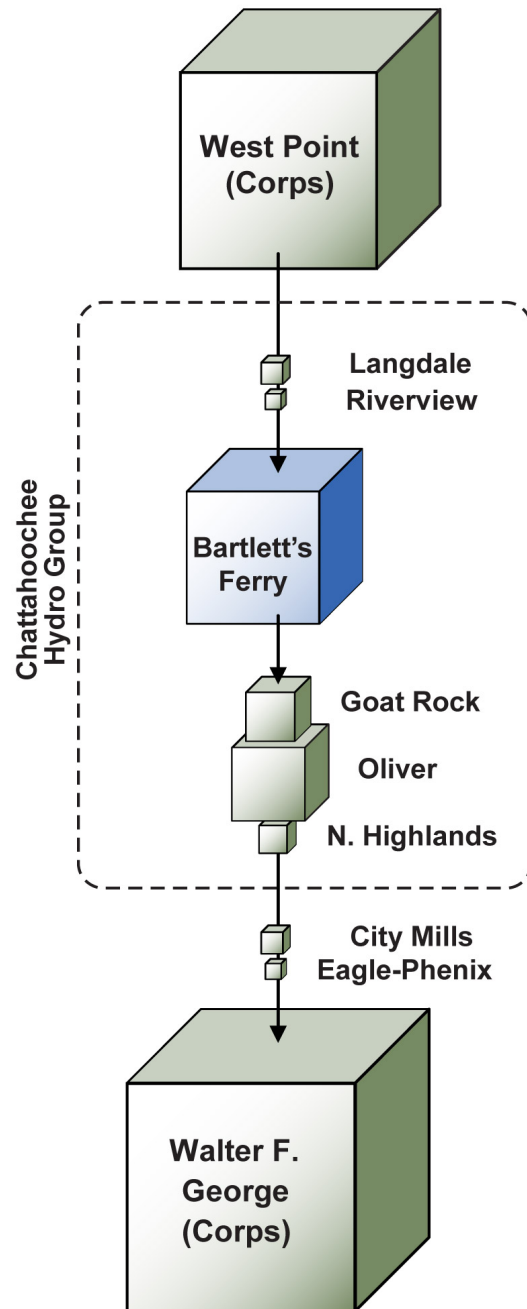 West Point
(Corps)
Langdale
Riverview
Chattahoochee
Hydro Group
Bartlett's
Ferry
Goat Rock
Oliver
N. Highlands
City Mills
Eagle-Phenix
Walter F.
George
(Corps)